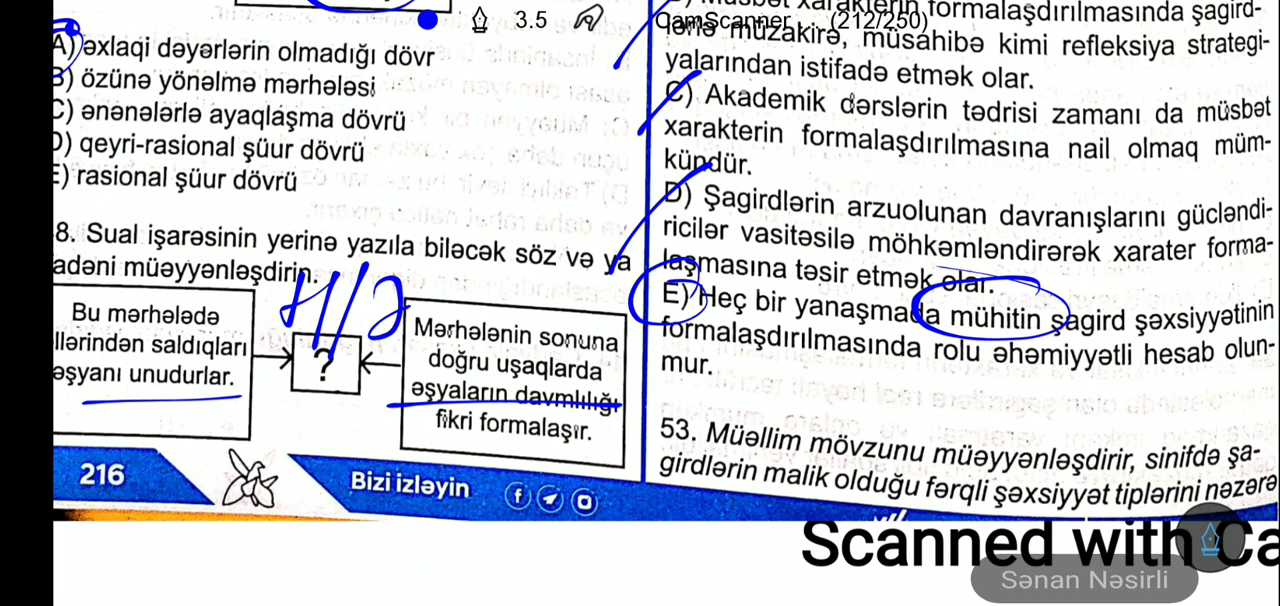 3.5
CamScanner (212/250)
A) əxlaqi dəyərlərin olmadığı dövr
B) özünə yönəlmə mərhələsi
C) ənənələrlə ayaqlaşma dövrü
D) qeyri-rasional şüur dövrü
E) rasional şüur dövrü
8. Sual işarəsinin yerinə yazıla biləcək söz və ya
adəni müəyyənləşdirin.
H/Ə
Bu mərhələdə
llərindən saldıqları
əşyanı unudurlar.
?
Mərhələnin sonuna
doğru uşaqlarda
əşyaların davmlılığı
fikri formalaşır.
216
Bizi izləyin
formalaşdırılmasında şagird-
lərlə müzakirə, müsahibə kimi refleksiya strategi-
yalarından istifadə etmək olar.
C) Akademik dərslərin tədrisi zamanı da müsbət
xarakterin formalaşdırılmasına nail olmaq müm-
kündür.
D) Şagirdlərin arzuolunan davranışlarını gücləndi-
ricilər vasitəsilə möhkəmləndirərək xarater forma-
laşmasına təsir etmək olar.
E) Heç bir yanaşmada mühitin şagird şəxsiyyətinin
formalaşdırılmasında rolu əhəmiyyətli hesab olun-
mur.
53. Müəllim mövzunu müəyyənləşdirir, sinifdə şa-
girdlərin malik olduğu fərqli şəxsiyyət tiplərini nəzərə
Scanned with Ca
Sənan Nəsirli